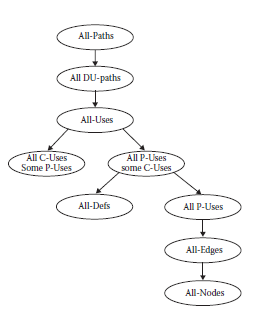 All-Paths
All DU-paths
All-Uses
All C-Uses
Some P-Uses
All P-Uses
some C-Uses
All-Defs
All P-Uses
All-Edges
All-Nodes